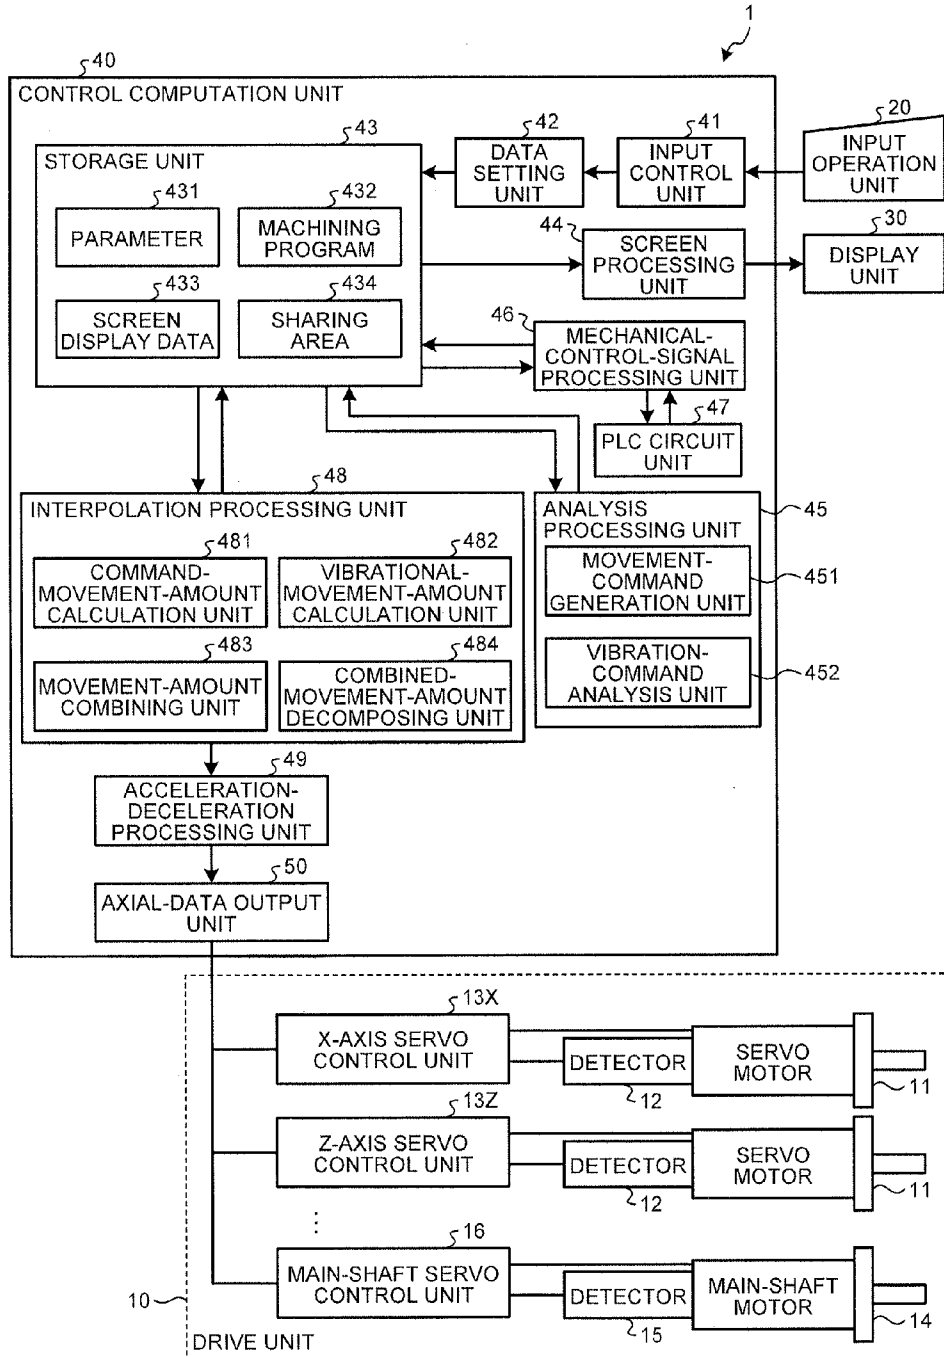 1
40
CONTROL COMPUTATION UNIT
43
STORAGE UNIT
431
PARAMETER
432
MACHINING
PROGRAM
433
SCREEN
DISPLAY DATA
434
SHARING
AREA
42
DATA
SETTING
UNIT
41
INPUT
CONTROL
UNIT
20
INPUT
OPERATION
UNIT
44
SCREEN
PROCESSING
UNIT
30
DISPLAY
UNIT
46
MECHANICAL-
CONTROL-SIGNAL
PROCESSING UNIT
47
PLC CIRCUIT
UNIT
48
INTERPOLATION PROCESSING UNIT
481
COMMAND-
MOVEMENT-AMOUNT
CALCULATION UNIT
482
VIBRATIONAL-
MOVEMENT-AMOUNT
CALCULATION UNIT
483
MOVEMENT-AMOUNT
COMBINING UNIT
484
COMBINED-
MOVEMENT-AMOUNT
DECOMPOSING UNIT
ANALYSIS
PROCESSING UNIT
45
MOVEMENT-
COMMAND
GENERATION UNIT
451
VIBRATION-
COMMAND
ANALYSIS UNIT
452
49
ACCELERATION-
DECELERATION
PROCESSING UNIT
50
AXIAL-DATA OUTPUT
UNIT
13X
X-AXIS SERVO
CONTROL UNIT
DETECTOR
12
SERVO
MOTOR
11
13Z
Z-AXIS SERVO
CONTROL UNIT
DETECTOR
12
SERVO
MOTOR
11
⋮
16
MAIN-SHAFT SERVO
CONTROL UNIT
DETECTOR
15
MAIN-SHAFT
MOTOR
14
10
DRIVE UNIT